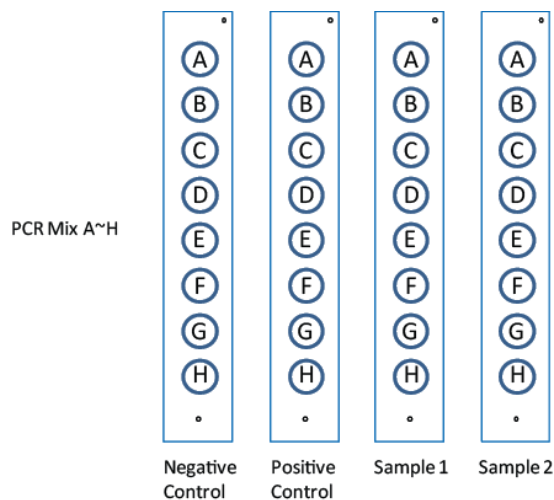 A A A A
B B B B
C C C C
D D D D
PCR Mix A~H
E E E E
F F F F
G G G G
H H H H
Negative Positive Sample 1 Sample 2
Control Control